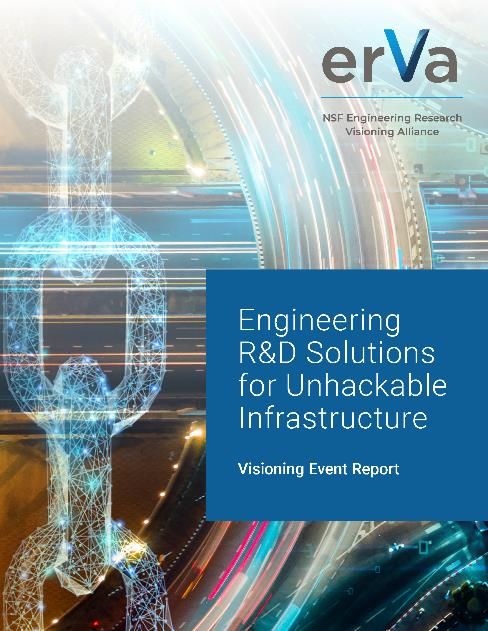 erVa
NSF Engineering Research
Visioning Alliance
Engineering
R&D Solutions
for Unhackable
Infrastructure
Visioning Event Report